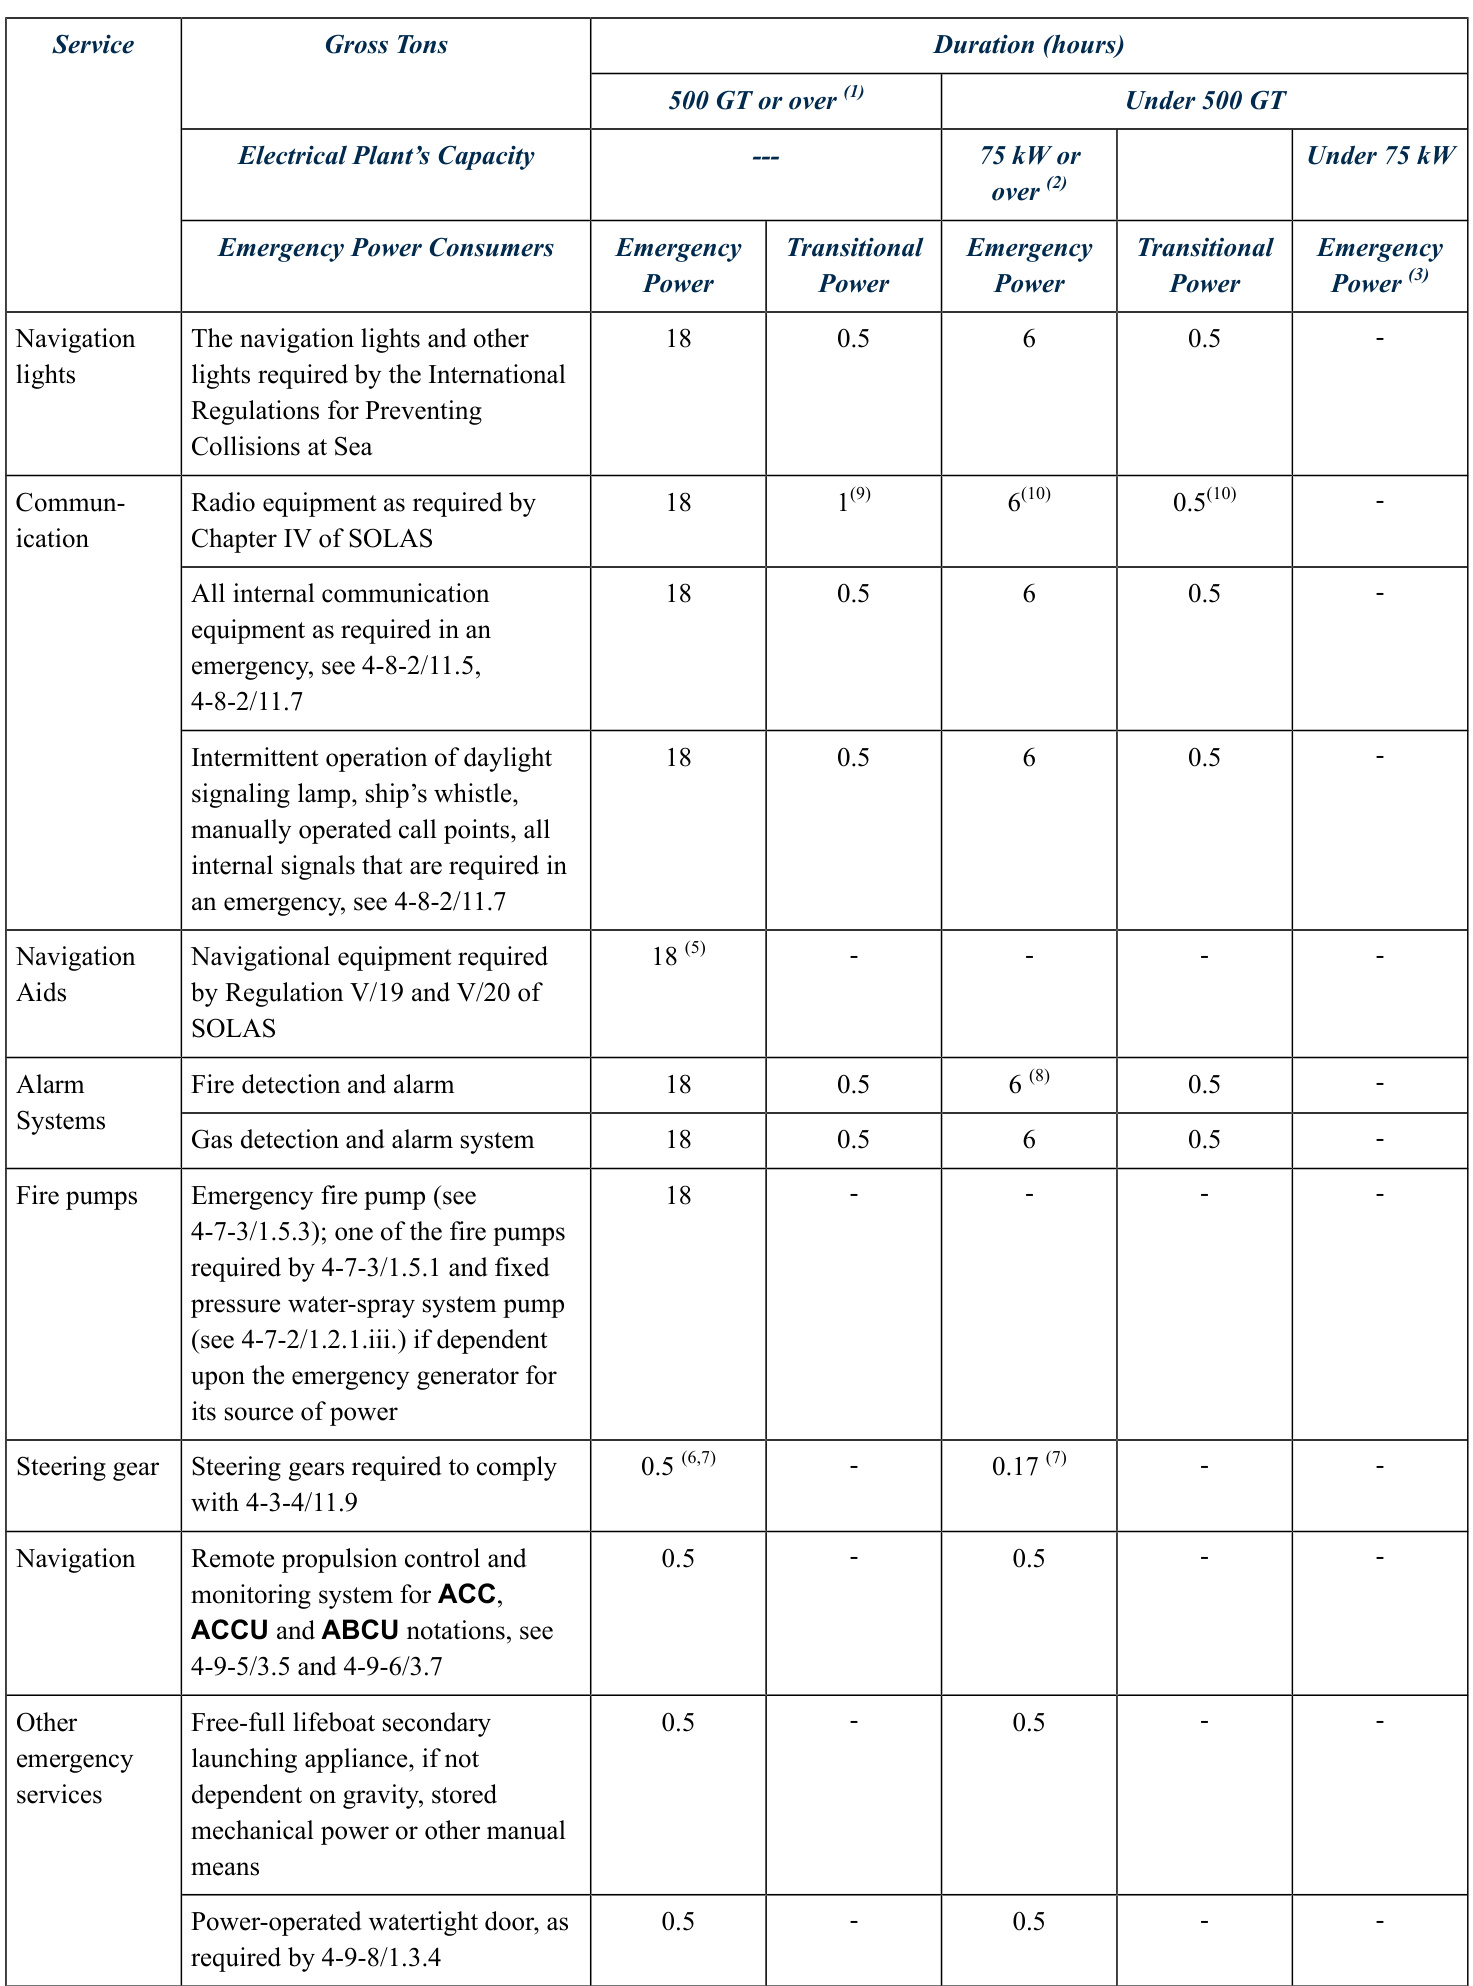 Service Gross Tons Duration (hours)
500 GT or over (1) Under 500 GT
Electrical Plant’s Capacity --- 75 kW or Under 75 kW
over (2)
Emergency Power Consumers Emergency Transitional Emergency Transitional Emergency
Power Power Power Power Power (3)
Navigation The navigation lights and other 18 0.5 6 0.5 -
lights lights required by the International
Regulations for Preventing
Collisions at Sea
Commun- Radio equipment as required by 18 1(9) 6(10) 0.5(10) -
ication Chapter IV of SOLAS
All internal communication 18 0.5 6 0.5 -
equipment as required in an
emergency, see 4-8-2/11.5,
4-8-2/11.7
Intermittent operation of daylight 18 0.5 6 0.5 -
signaling lamp, ship’s whistle,
manually operated call points, all
internal signals that are required in
an emergency, see 4-8-2/11.7
Navigation Navigational equipment required 18 (5) - - - -
Aids by Regulation V/19 and V/20 of
SOLAS
Alarm Fire detection and alarm 18 0.5 6 (8) 0.5 -
Systems
Gas detection and alarm system 18 0.5 6 0.5 -
Fire pumps Emergency fire pump (see 18 - - - -
4-7-3/1.5.3); one of the fire pumps
required by 4-7-3/1.5.1 and fixed
pressure water-spray system pump
(see 4-7-2/1.2.1.iii.) if dependent
upon the emergency generator for
its source of power
Steering gear Steering gears required to comply 0.5 (6,7) - 0.17 (7) - -
with 4-3-4/11.9
Navigation Remote propulsion control and 0.5 - 0.5 - -
monitoring system for ACC,
ACCU and ABCU notations, see
4-9-5/3.5 and 4-9-6/3.7
Other Free-full lifeboat secondary 0.5 - 0.5 - -
emergency launching appliance, if not
services dependent on gravity, stored
mechanical power or other manual
means
Power-operated watertight door, as 0.5 - 0.5 - -
required by 4-9-8/1.3.4